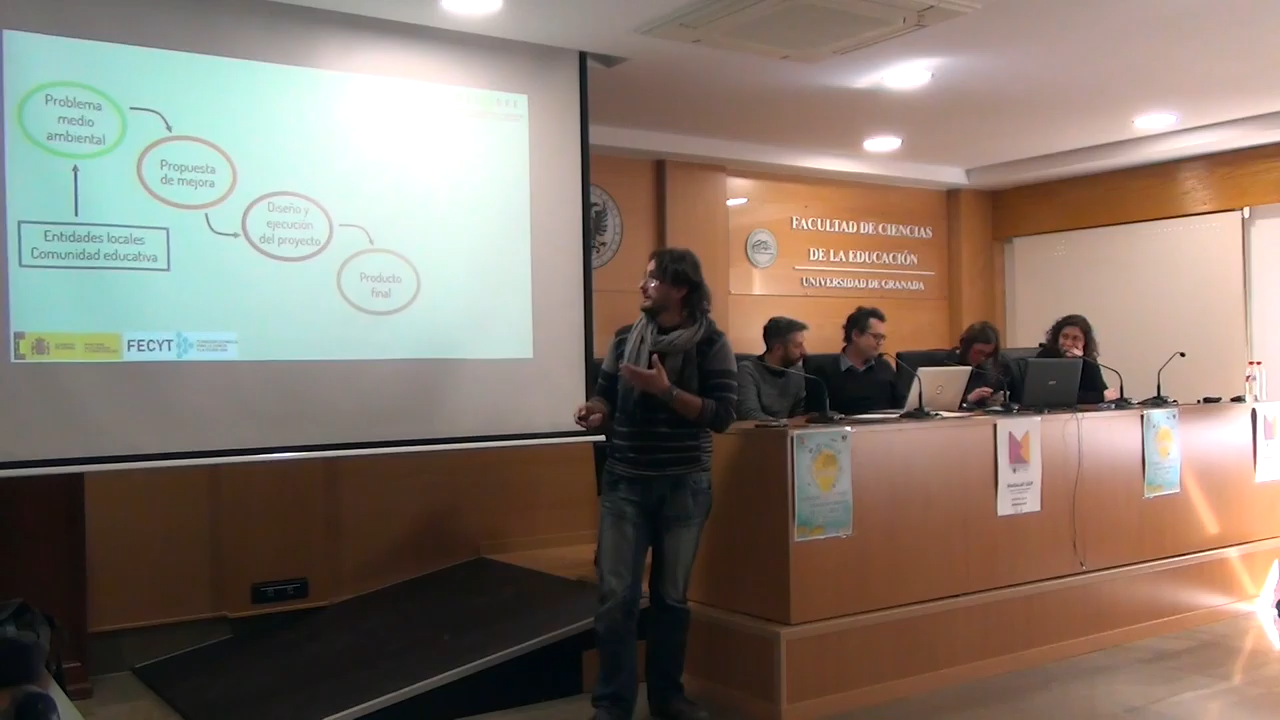 Problema
medio
ambiental
Propuesta
de mejora
Diseño y
ejecución
del proyecto
Producto
final
Entidades locales
Comunidad educativa
FECYT
FACULTAD DE CIENCIAS
DE LA EDUCACIÓN
UNIVERSIDAD DE GRANADA